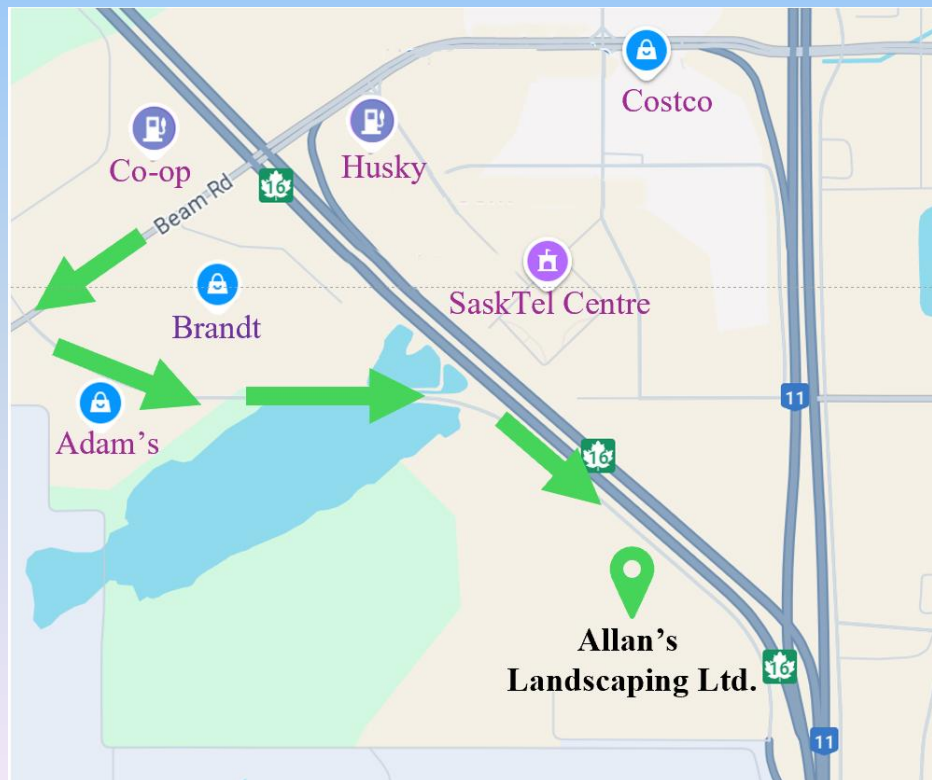 Costco
Co-op
Husky
16
Beam Rd
SaskTel Centre
Brandt
11
Adam’s
16
Allan’s
Landscaping Ltd.
16
11